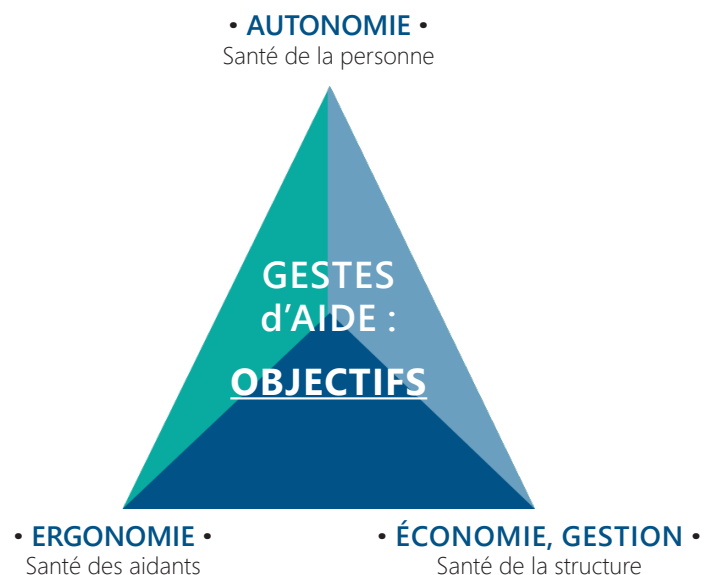 • AUTONOMIE •
Santé de la personne
GESTES
d'AIDE :
OBJECTIFS
• ERGONOMIE •
Santé des aidants
• ÉCONOMIE, GESTION •
Santé de la structure